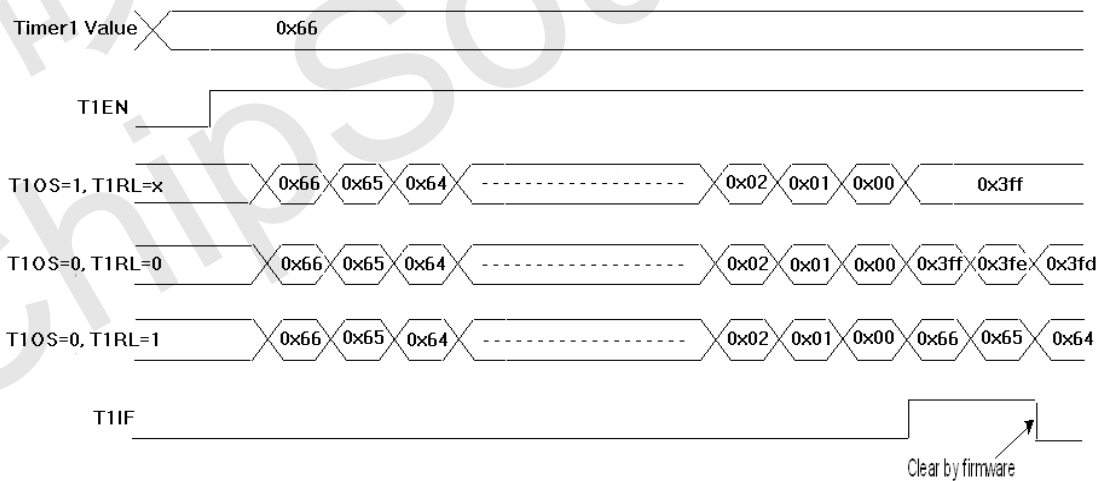 Timer1 Value 0x66
T1EN
T1OS=1, T1RL=x 0x66 0x65 0x64 0x02 0x01 0x00 0x3ff
T1OS=0, T1RL=0 0x66 0x65 0x64 0x02 0x01 0x00 0x3ff 0x3fe 0x3fd
T1OS=0, T1RL=1 0x66 0x65 0x64 0x02 0x01 0x00 0x66 0x65 0x64
T1IF
Clear by firmware
ChipSou